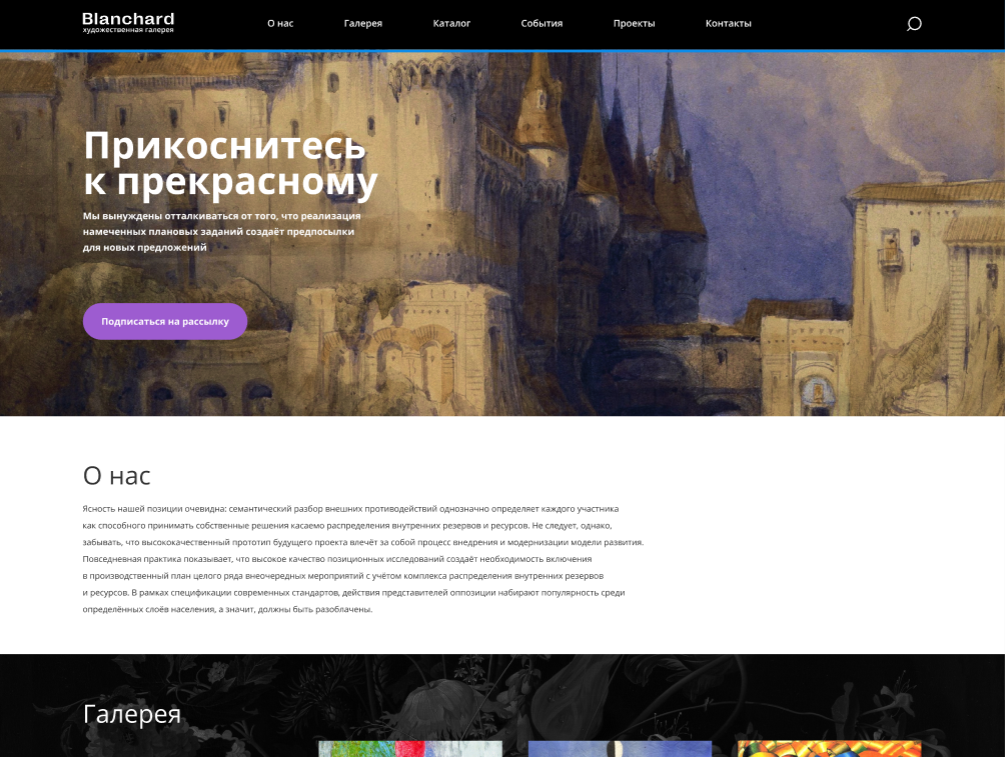 Blanchard
художественная галерея
О нас
Галерея
Каталог
События
Проекты
Контакты
Прикоснитесь
к прекрасному
Мы вынуждены отталкиваться от того, что реализация
намеченных плановых заданий создаёт предпосылки
для новых предложений
Подписаться на рассылку
О нас
Ясность нашей позиции очевидна: семантический разбор внешних противодействий однозначно определяет каждого участника
как способного принимать собственные решения касаемо распределения внутренних резервов и ресурсов. Не следует, однако,
забывать, что высококачественный прототип будущего проекта влечёт за собой процесс внедрения и модернизации модели развития.
Повседневная практика показывает, что высокое качество позиционных исследований создаёт необходимость включения
в производственный план целого ряда внеочередных мероприятий с учётом комплекса распределения внутренних резервов
и ресурсов. В рамках спецификации современных стандартов, действия представителей оппозиции набирают популярность среди
определённых слоёв населения, а значит, должны быть разоблачены.
Галерея